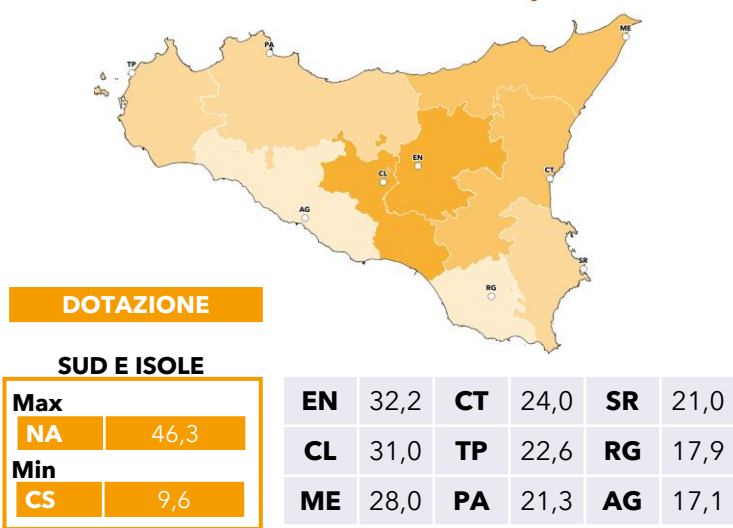 ME
PA
TP
EN
CL
CT
AG
SR
RG
DOTAZIONE
SUD E ISOLE
Max
NA 46,3
Min
CS 9,6
EN 32,2 CT 24,0 SR 21,0
CL 31,0 TP 22,6 RG 17,9
ME 28,0 PA 21,3 AG 17,1